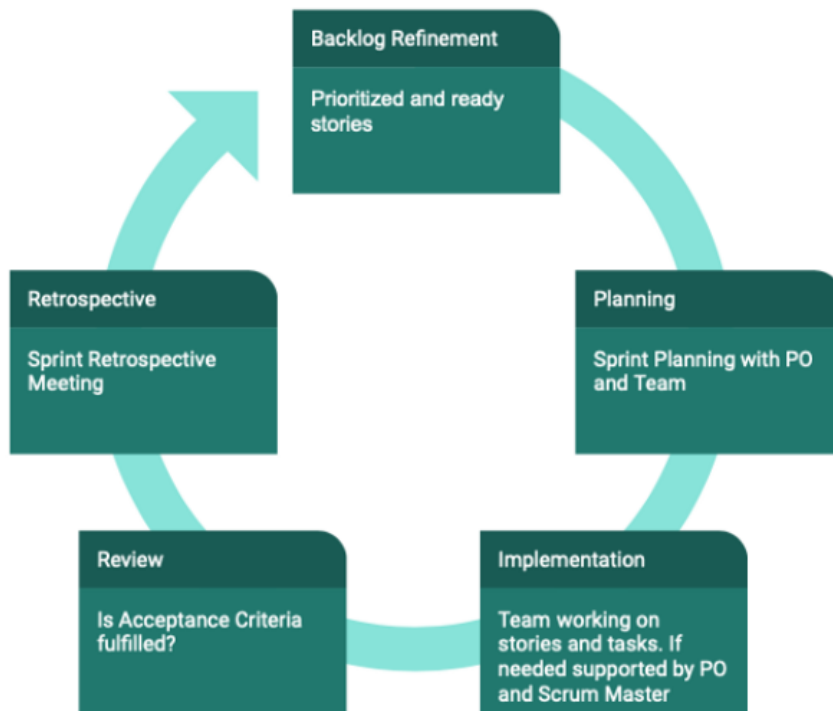 Backlog Refinement
Prioritized and ready
stories
Planning
Sprint Planning with PO
and Team
Implementation
Team working on
stories and tasks. If
needed supported by PO
and Scrum Master
Review
Is Acceptance Criteria
fulfilled?
Retrospective
Sprint Retrospective
Meeting